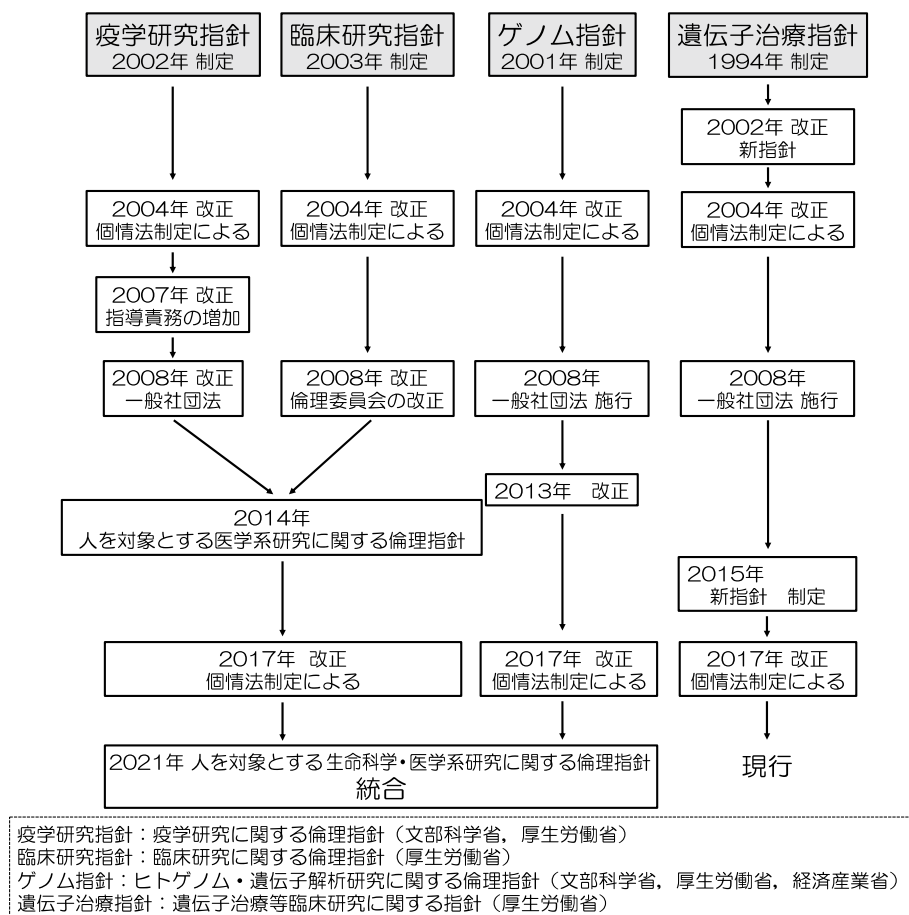 疫学研究指針
2002年 制定
臨床研究指針
2003年 制定
ゲノム指針
2001年 制定
遺伝子治療指針
1994年 制定
2002年 改正
新指針
2004年 改正
個情法制定による
2004年 改正
個情法制定による
2004年 改正
個情法制定による
2004年 改正
個情法制定による
2007年 改正
指導責務の増加
2008年 改正
一般社団法
2008年 改正
倫理委員会の改正
2008年
一般社団法 施行
2008年
一般社団法 施行
2013年 改正
2014年
人を対象とする医学系研究に関する倫理指針
2015年
新指針 制定
2017年 改正
個情法制定による
2017年 改正
個情法制定による
2017年 改正
個情法制定による
2021年 人を対象とする 生命科学・医学系研究に関する倫理指針
統合
現行
疫学研究指針：疫学研究に関する倫理指針（文部科学省，厚生労働省）
臨床研究指針：臨床研究に関する倫理指針（厚生労働省）
ゲノム指針：ヒトゲノム・遺伝子解析研究に関する倫理指針（文部科学省，厚生労働省，経済産業省）
遺伝子治療指針：遺伝子治療等臨床研究に関する指針（厚生労働省）